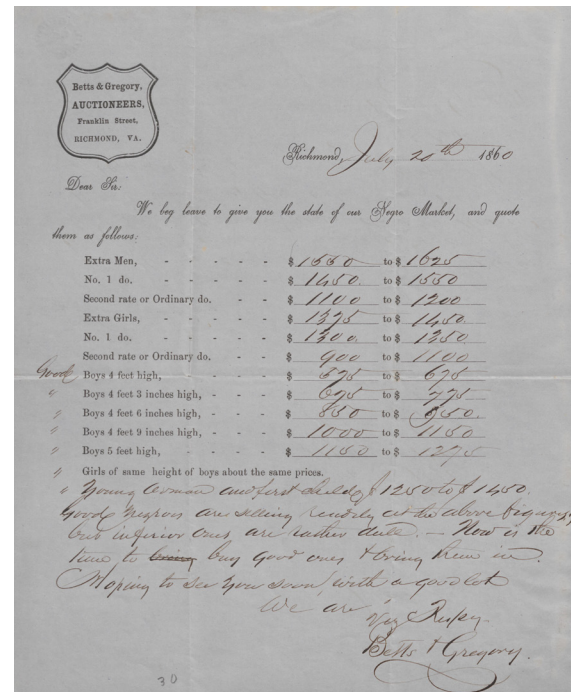 Betts & Gregory,
AUCTIONEERS,
Franklin Street,
RICHMOND, VA.
Richmond, July 20th 1860
Dear Sir:
We beg leave to give you the state of our Negro Market, and quote
them as follows:
Extra Men, - - - - - $ 1550 to $ 1625
No. 1 do. - - - - - $ 1450. to $ 1550
Second rate or Ordinary do. - - $ 1100 to $ 1200
Extra Girls, - - - - - $ 1375 to $ 1450.
No. 1 do. - - - - - $ 1300. to $ 1350
Second rate or Ordinary do. - - $ 900 to $ 1100
Good Boys 4 feet high, - - - - $ 575 to $ 675
" Boys 4 feet 3 inches high, - - - $ 675 to $ 775
" Boys 4 feet 6 inches high, - - - $ 850 to $ 950.
" Boys 4 feet 9 inches high, - - - $ 1000 to $ 1150
" Boys 5 feet high, - - - - $ 1150 to $ 1275
" Girls of same height of boys about the same prices.
" Young woman and first child $ 1250 to $ 1450
Good negroes are selling readily at the above figures,
but inferior ones are rather dull. — Now is the
time to bring buy good ones & bring them in.
Hoping to see you soon with a good lot
We are
Betts & Gregory.
30